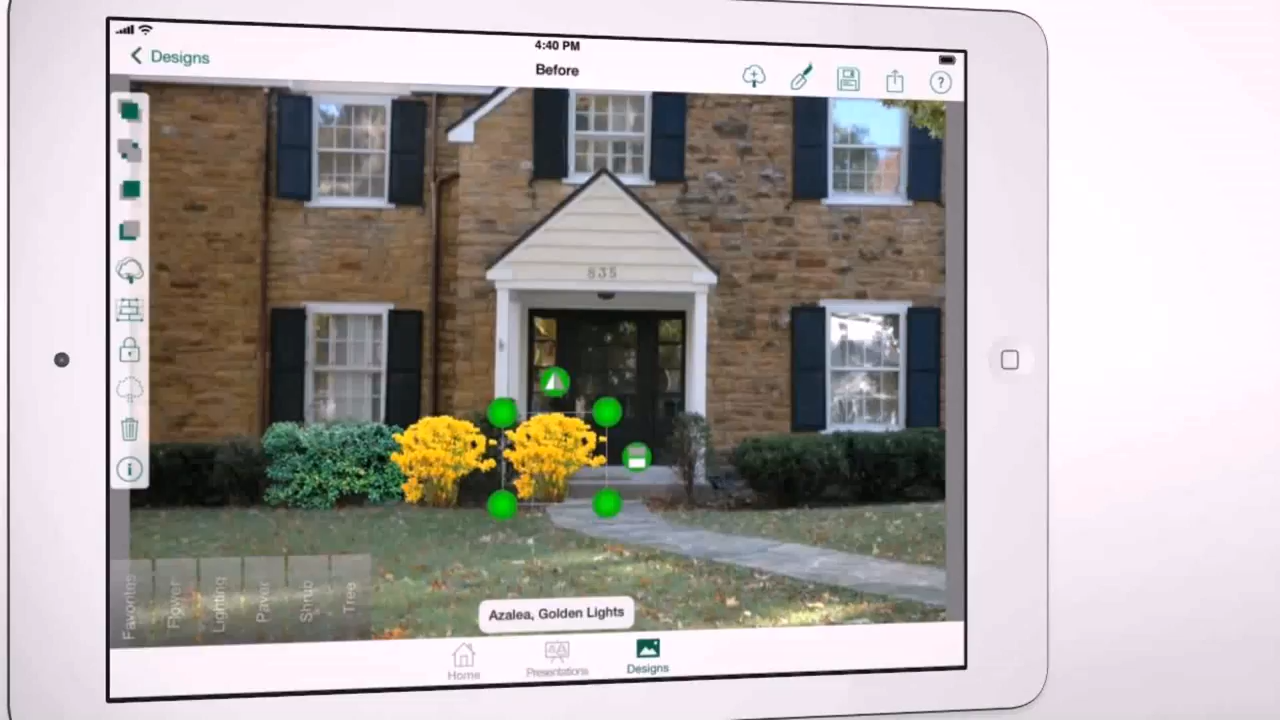 4:40 PM
Designs
Before
?
835
i
Favorites
Flower
Lighting
Paver
Shrub
Tree
Azalea, Golden Lights
Home
Presentations
Designs